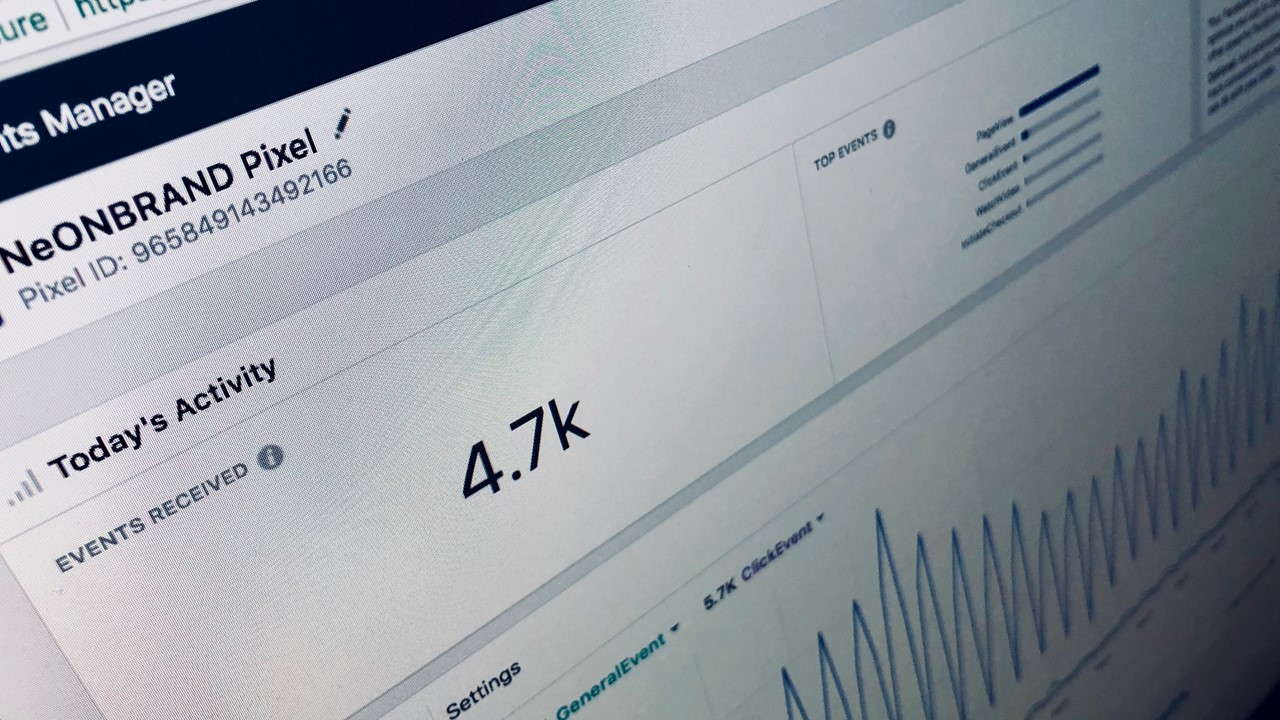 ure https:
ts Manager
NeONBRAND Pixel
Pixel ID: 965849143492166
Today's Activity
EVENTS RECEIVED
4.7k
TOP EVENTS
PageView
GeneralEvent
ClickEvent
WatchVideo
InitiateCheckout
Settings
GeneralEvent
5.7K ClickEvent